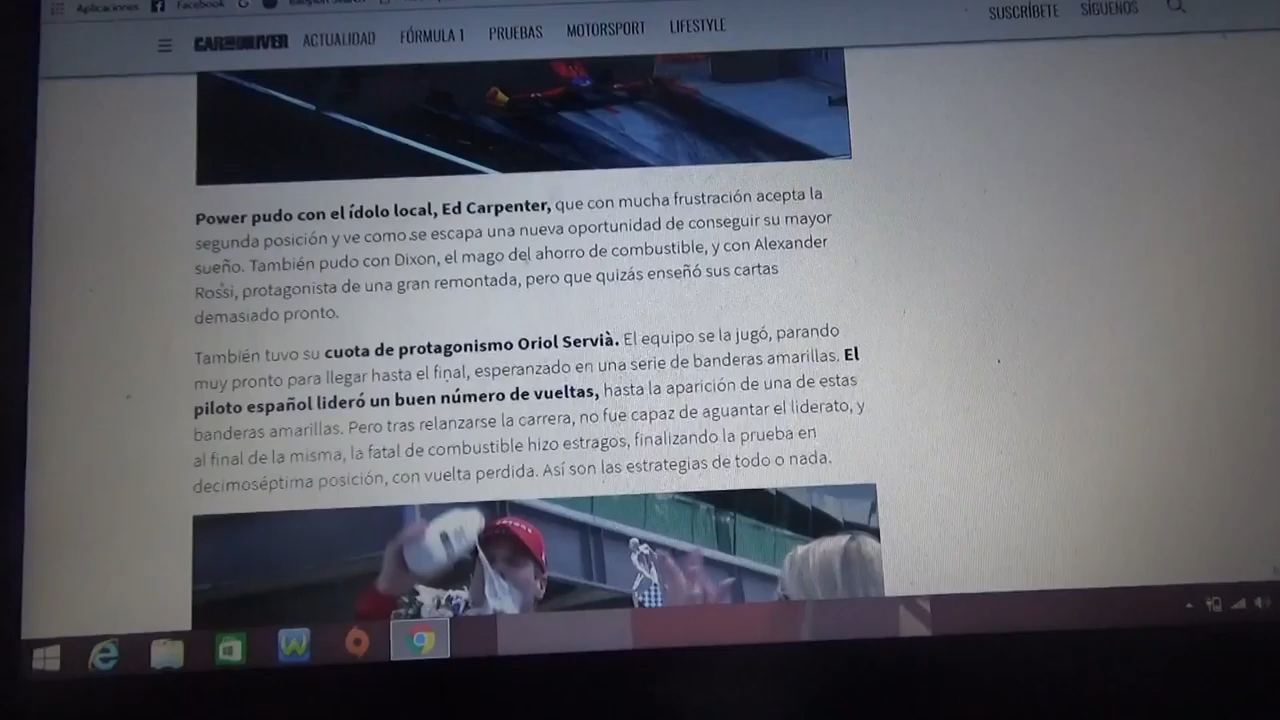 Aplicaciones Facebook
CAR AND DRIVER ACTUALIDAD FÓRMULA 1 PRUEBAS MOTORSPORT LIFESTYLE SUSCRÍBETE SÍGUENOS
Power pudo con el ídolo local, Ed Carpenter, que con mucha frustración acepta la
segunda posición y ve como se escapa una nueva oportunidad de conseguir su mayor
sueño. También pudo con Dixon, el mago del ahorro de combustible, y con Alexander
Rossi, protagonista de una gran remontada, pero que quizás enseñó sus cartas
demasiado pronto.
También tuvo su cuota de protagonismo Oriol Servià. El equipo se la jugó, parando
muy pronto para llegar hasta el final, esperanzado en una serie de banderas amarillas. El
piloto español lideró un buen número de vueltas, hasta la aparición de una de estas
banderas amarillas. Pero tras relanzarse la carrera, no fue capaz de aguantar el liderato, y
al final de la misma, la fatal de combustible hizo estragos, finalizando la prueba en
decimoséptima posición, con vuelta perdida. Así son las estrategias de todo o nada.